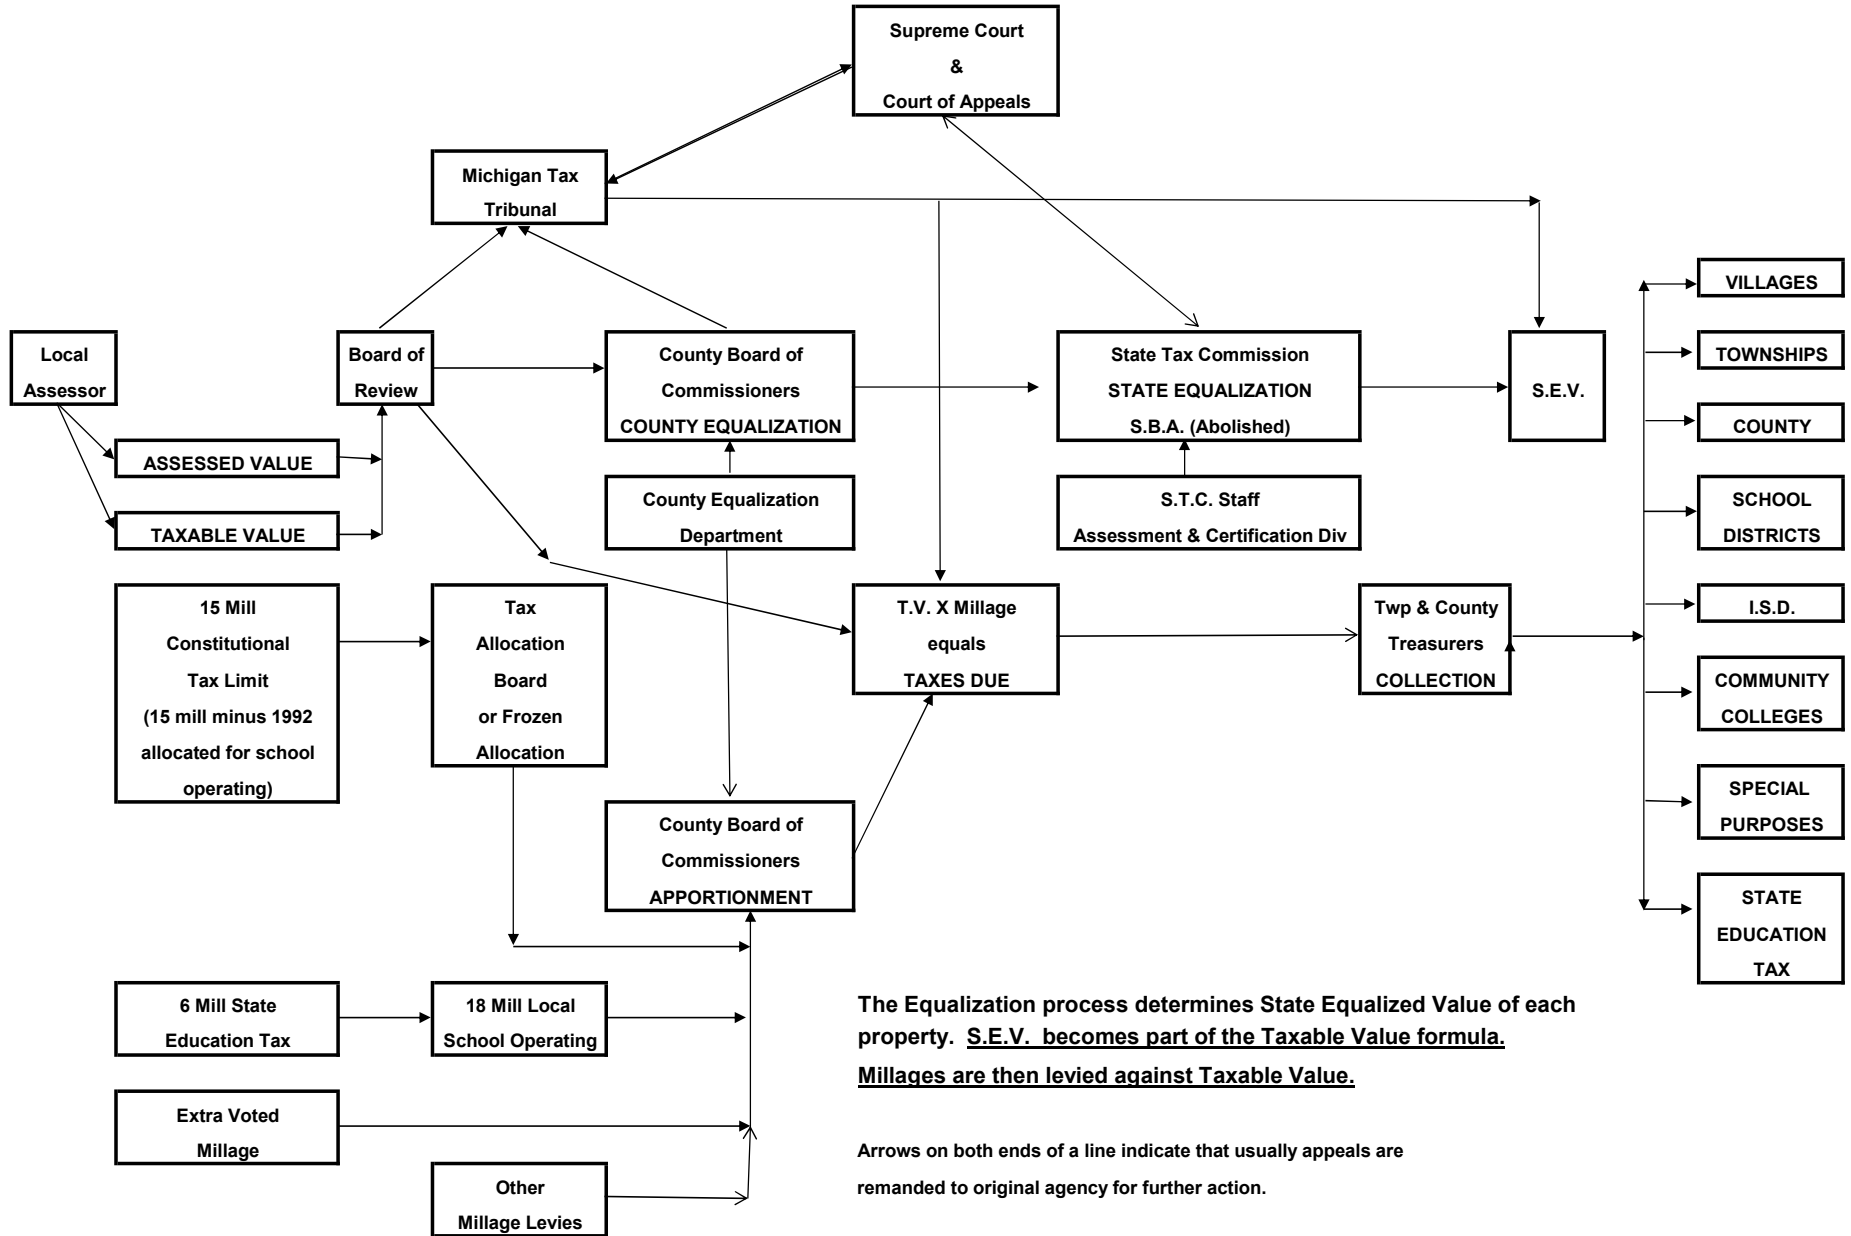 Supreme Court
&
Court of Appeals
Michigan Tax
Tribunal
Local
Assessor
Board of
Review
County Board of
Commissioners
COUNTY EQUALIZATION
State Tax Commission
STATE EQUALIZATION
S.B.A. (Abolished)
S.E.V.
ASSESSED VALUE
TAXABLE VALUE
County Equalization
Department
S.T.C. Staff
Assessment & Certification Div
15 Mill
Constitutional
Tax Limit
(15 mill minus 1992
allocated for school
operating)
Tax
Allocation
Board
or Frozen
Allocation
T.V. X Millage
equals
TAXES DUE
Twp & County
Treasurers
COLLECTION
County Board of
Commissioners
APPORTIONMENT
6 Mill State
Education Tax
18 Mill Local
School Operating
Extra Voted
Millage
Other
Millage Levies
VILLAGES
TOWNSHIPS
COUNTY
SCHOOL
DISTRICTS
I.S.D.
COMMUNITY
COLLEGES
SPECIAL
PURPOSES
STATE
EDUCATION
TAX
The Equalization process determines State Equalized Value of each
property. S.E.V. becomes part of the Taxable Value formula.
Millages are then levied against Taxable Value.
Arrows on both ends of a line indicate that usually appeals are
remanded to original agency for further action.